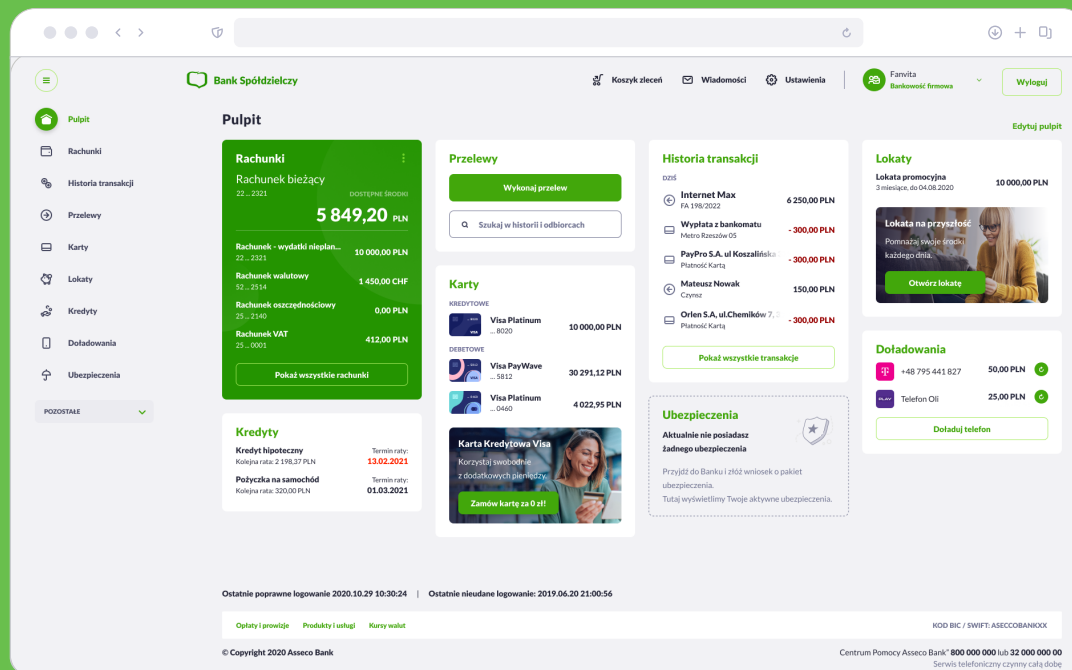 Bank Spółdzielczy
Koszyk zleceń
Wiadomości
Ustawienia
Fanvita
Bankowość firmowa
Wyloguj
Pulpit
Rachunki
Historia transakcji
Przelewy
Karty
Lokaty
Kredyty
Doładowania
Ubezpieczenia
POZOSTAŁE
Pulpit
Edytuj pulpit
Rachunki
Rachunek bieżący
22 ... 2321
DOSTĘPNE ŚRODKI
5 849,20 PLN
Rachunek - wydatki nieplan...
22 ... 2321
10 000,00 PLN
Rachunek walutowy
52 ... 2514
1 450,00 CHF
Rachunek oszczędnościowy
25 ... 2140
0,00 PLN
Rachunek VAT
25 ... 0001
412,00 PLN
Pokaż wszystkie rachunki
Kredyty
Kredyt hipoteczny
Kolejna rata: 2 198,37 PLN
Termin raty:
13.02.2021
Pożyczka na samochód
Kolejna rata: 320,00 PLN
Termin raty:
01.03.2021
Przelewy
Wykonaj przelew
Szukaj w historii i odbiorcach
Karty
KREDYTOWE
Visa Platinum
... 8020
10 000,00 PLN
DEBETOWE
Visa PayWave
... 5812
30 291,12 PLN
Visa Platinum
... 0460
4 022,95 PLN
Karta Kredytowa Visa
Korzystaj swobodnie
z dodatkowych pieniędzy.
Zamów kartę za 0 zł!
Historia transakcji
DZIŚ
Internet Max
FA 198/2022
6 250,00 PLN
Wypłata z bankomatu
Metro Rzeszów 05
- 300,00 PLN
PayPro S.A. ul Koszalińska
Płatność Kartą
- 300,00 PLN
Mateusz Nowak
Czynsz
150,00 PLN
Orlen S.A, ul.Chemików 7,
Płatność Kartą
- 300,00 PLN
Pokaż wszystkie transakcje
Ubezpieczenia
Aktualnie nie posiadasz
żadnego ubezpieczenia
Przyjdź do Banku i złóż wniosek o pakiet
ubezpieczenia.
Tutaj wyświetlimy Twoje aktywne ubezpieczenia.
Lokaty
Lokata promocyjna
3 miesiące, do 04.08.2020
10 000,00 PLN
Lokata na przyszłość
Pomnażaj swoje środki
każdego dnia.
Otwórz lokatę
Doładowania
+48 795 441 827
50,00 PLN
PLAY
Telefon Oli
25,00 PLN
Doładuj telefon
Ostatnie poprawne logowanie 2020.10.29 10:30:24 | Ostatnie nieudane logowanie: 2019.06.20 21:00:56
Opłaty i prowizje
Produkty i usługi
Kursy walut
KOD BIC / SWIFT: ASECCOBANKXX
© Copyright 2020 Asseco Bank
Centrum Pomocy Asseco Bank" 800 000 000 lub 32 000 000 00
Serwis telefoniczny czynny całą dobę